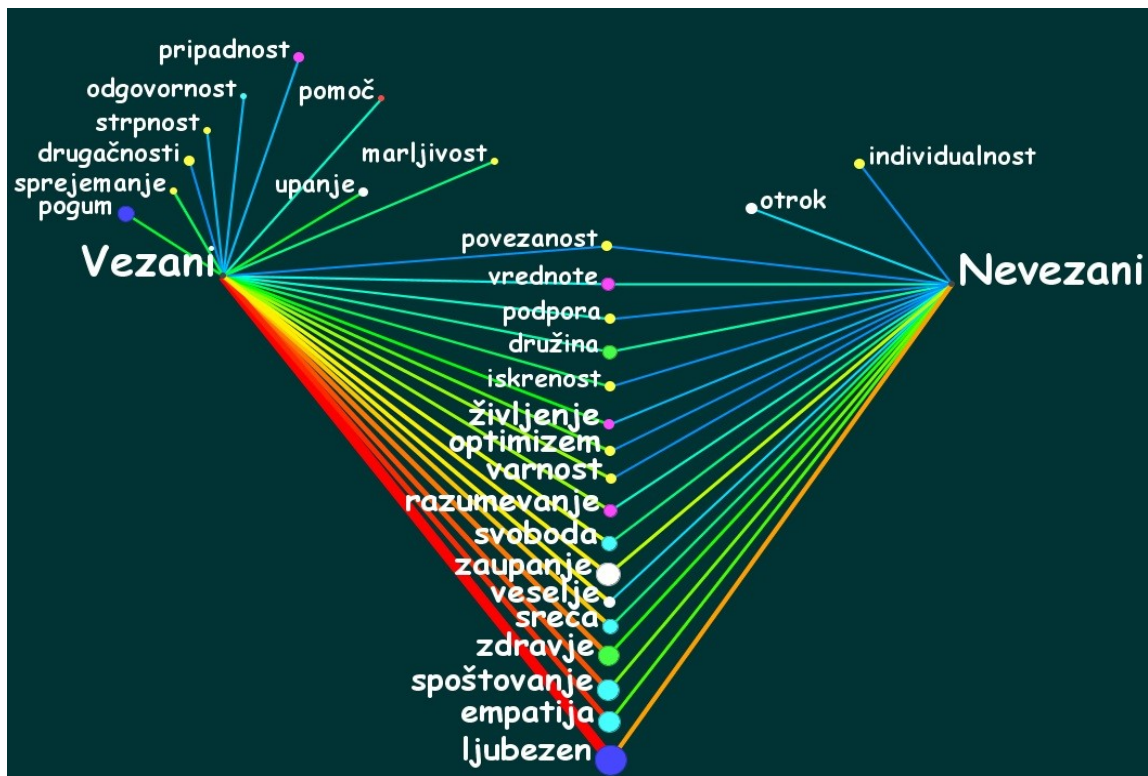 pripadnost
odgovornost
pomoč
strpnost
drugačnosti
marljivost
individualnost
sprejemanje
upanje
pogum
otrok
povezanost
Vezani
Nevezani
vrednote
podpora
družina
iskrenost
življenje
optimizem
varnost
razumevanje
svoboda
zaupanje
veselje
sreča
zdravje
spoštovanje
empatija
ljubezen